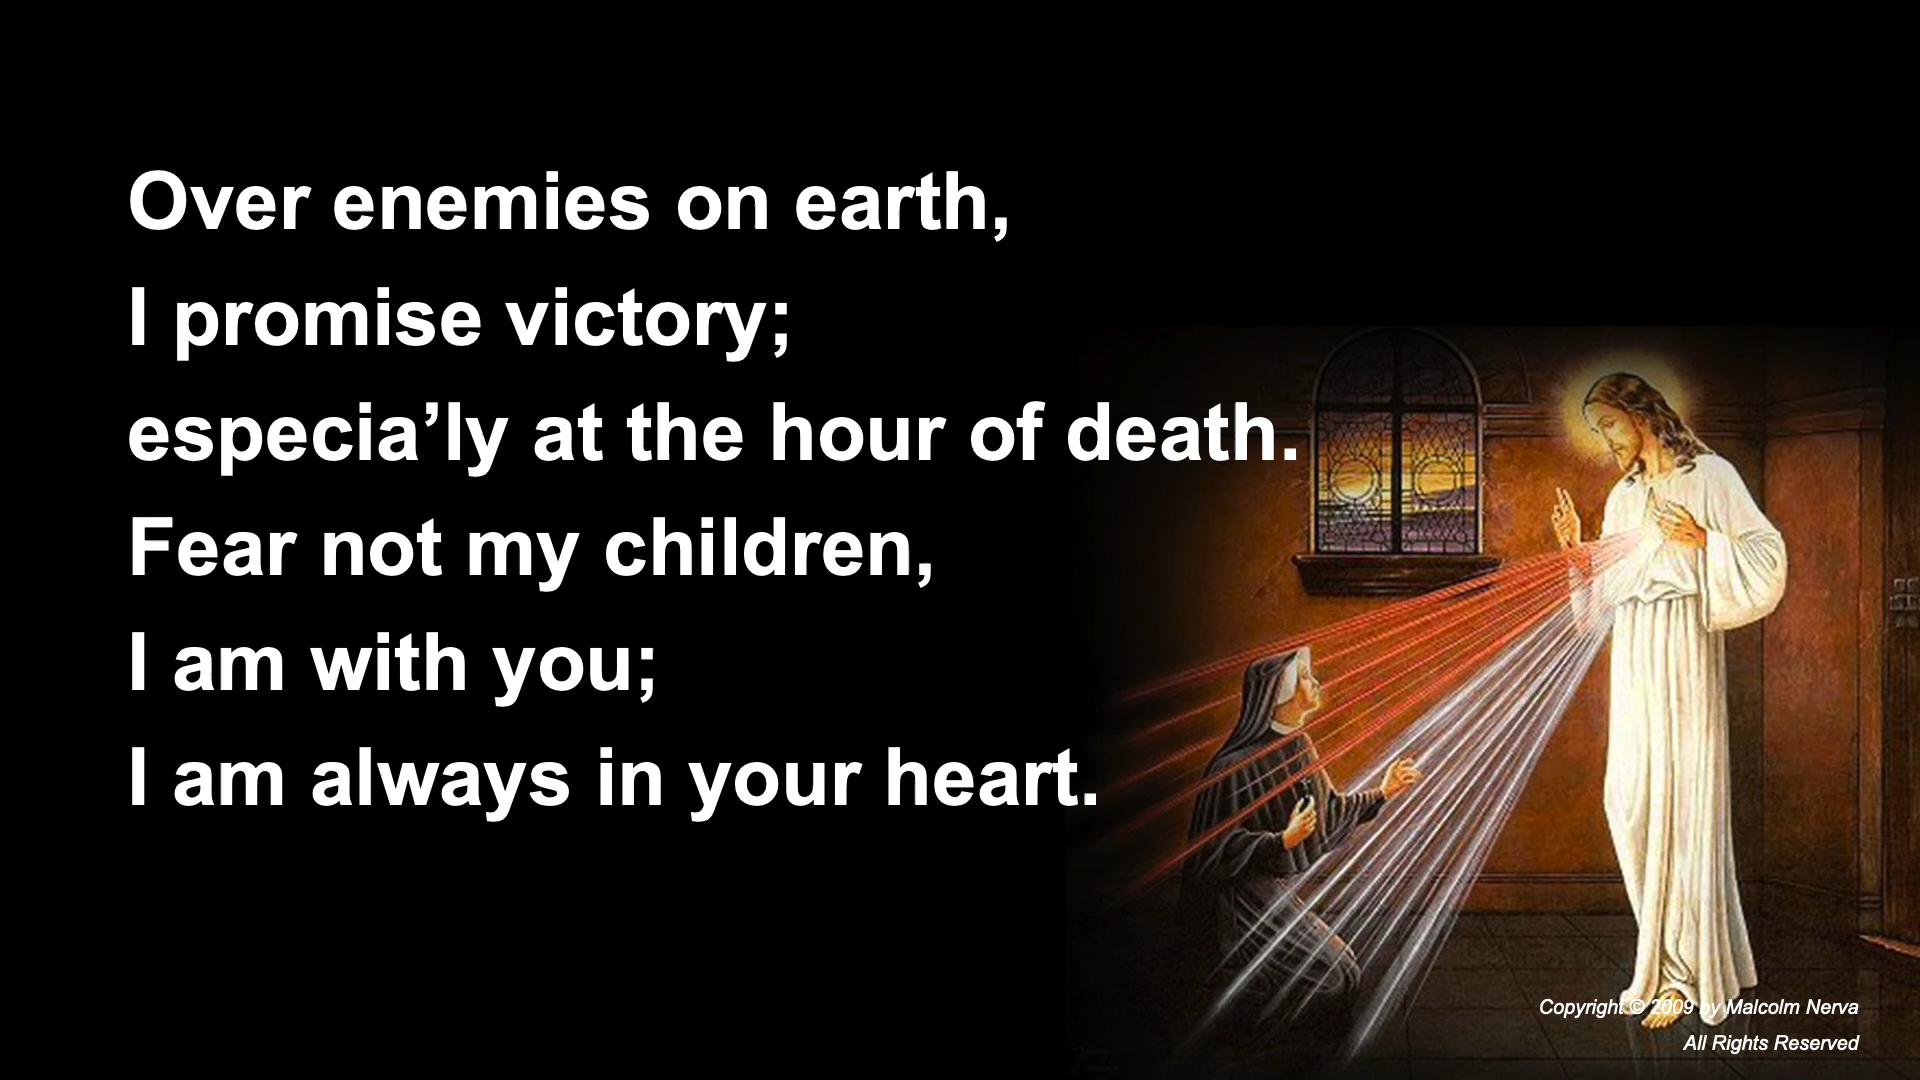 Over enemies on earth,
I promise victory;
especia’ly at the hour of death.
Fear not my children,
I am with you;
I am always in your heart.
Copyright © 2009 by Malcolm Nerva
All Rights Reserved